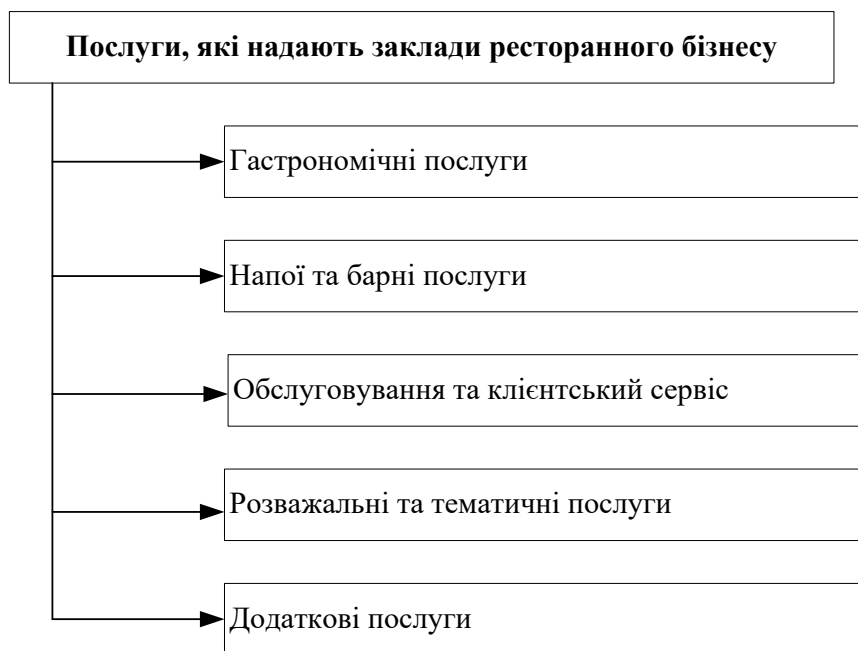 Послуги, які надають заклади ресторанного бізнесу
Гастрономічні послуги
Напої та барні послуги
Обслуговування та клієнтський сервіс
Розважальні та тематичні послуги
Додаткові послуги